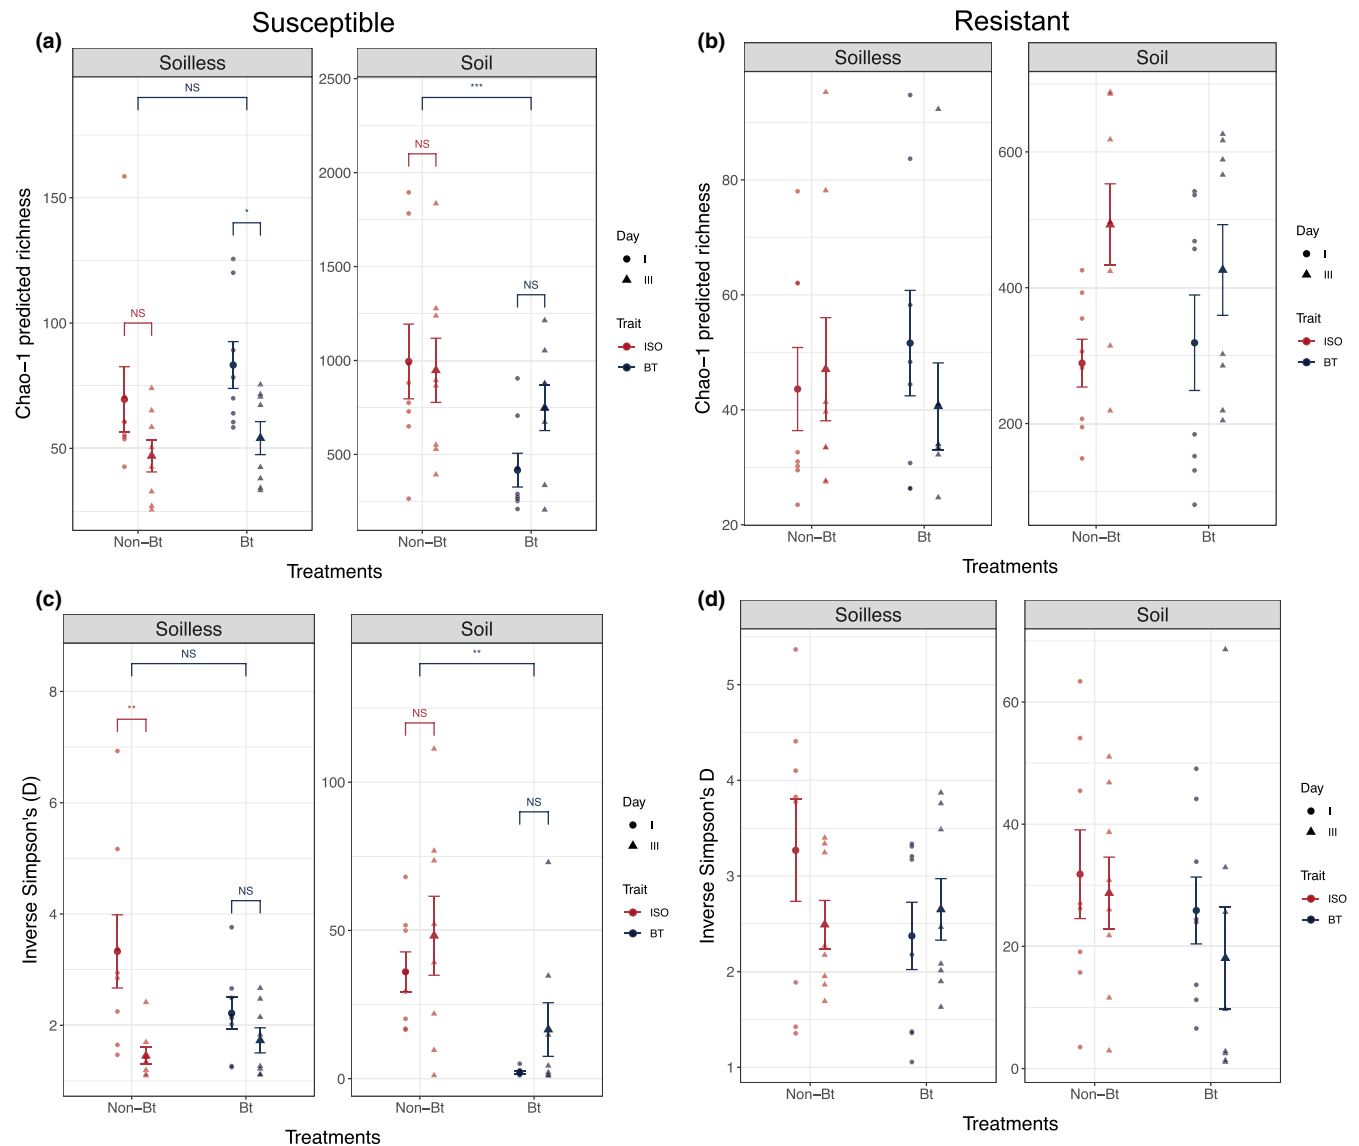 Susceptible
Resistant
(a)
Soilless
Soil
Chao−1 predicted richness
150
100
50
2500
2000
1500
1000
500
NS
NS
*
***
NS
NS
Non−Bt
Bt
Non−Bt
Bt
Treatments
Day
I
III
Trait
ISO
BT
(b)
Soilless
Soil
Chao−1 predicted richness
80
60
40
20
600
400
200
Non−Bt
Bt
Non−Bt
Bt
Treatments
Day
I
III
Trait
ISO
BT
(c)
Soilless
Soil
Inverse Simpson's (D)
8
6
4
2
100
50
0
NS
**
NS
**
NS
NS
Non−Bt
Bt
Non−Bt
Bt
Treatments
Day
I
III
Trait
ISO
BT
(d)
Soilless
Soil
Inverse Simpson's D
5
4
3
2
1
60
40
20
0
Non−Bt
Bt
Non−Bt
Bt
Treatments
Day
I
III
Trait
ISO
BT